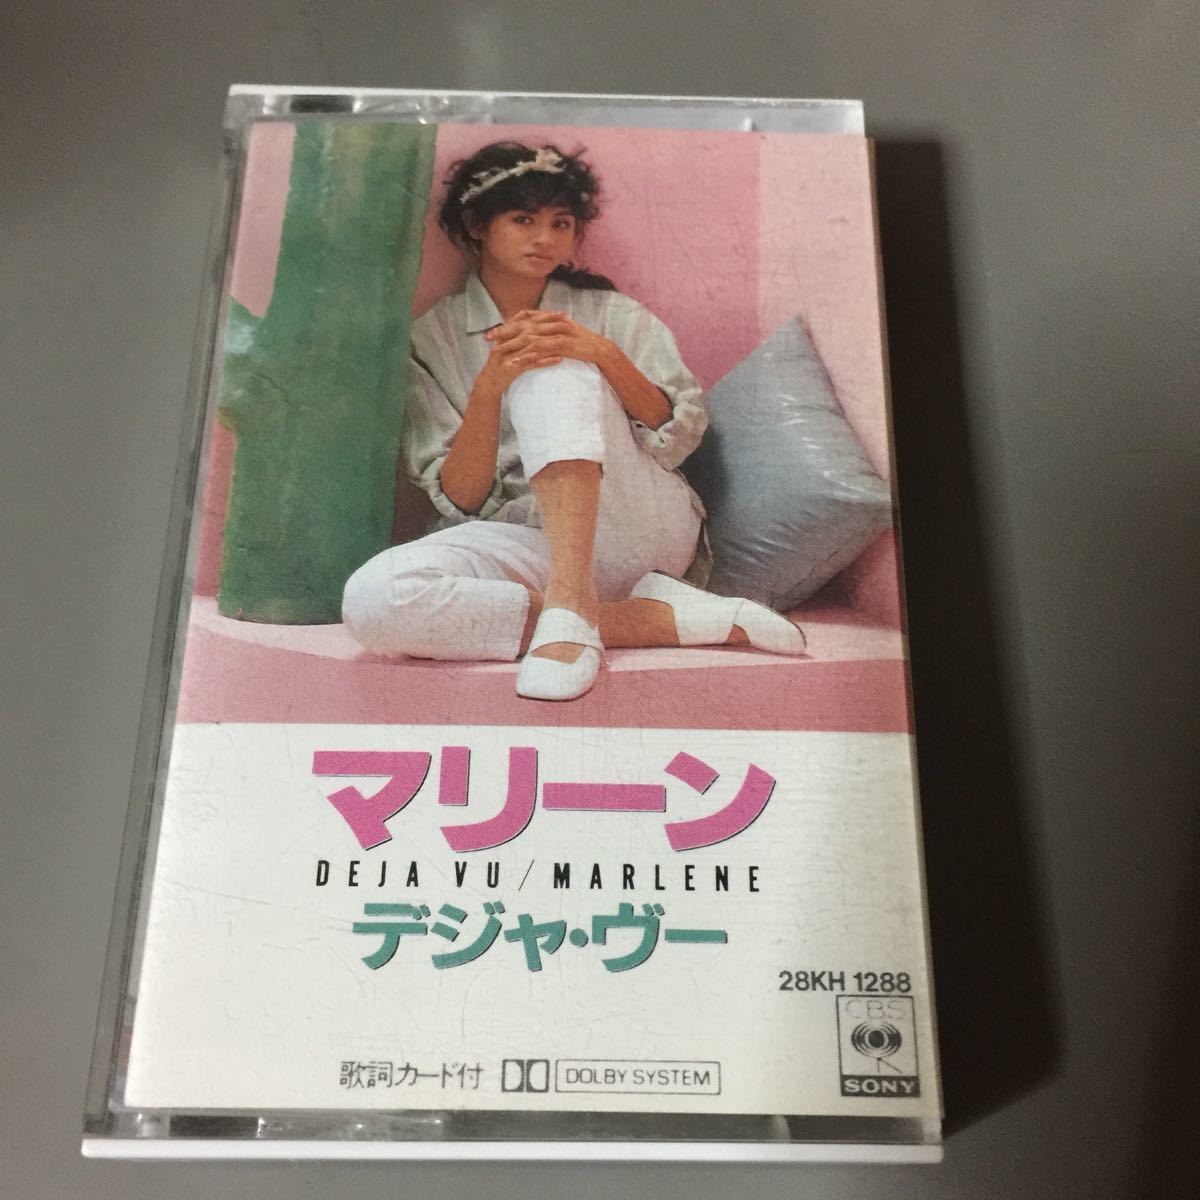 マリーン
DEJA VU / MARLENE
デジャ・ヴー
28KH 1288
CBS
SONY
歌詞カード付 DOLBY SYSTEM